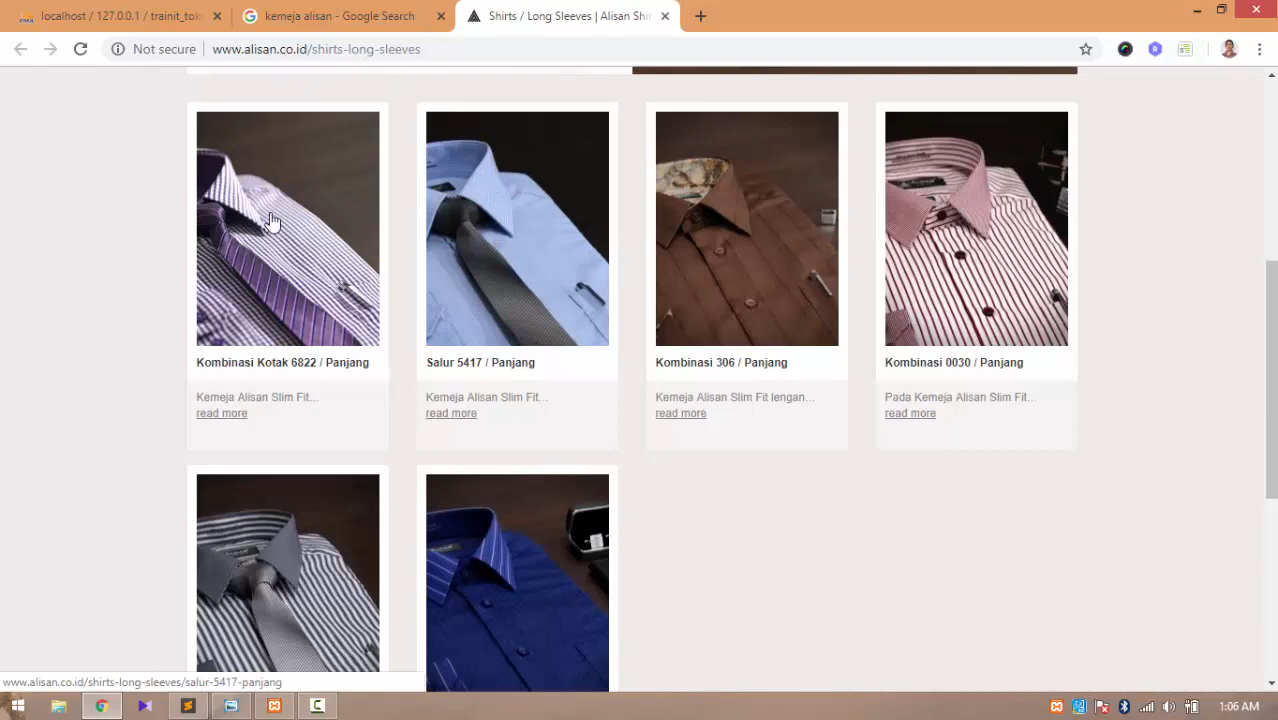 localhost / 127.0.0.1 / trainit_tok
kemeja alisan - Google Search
Shirts / Long Sleeves | Alisan Shir
Not secure
www.alisan.co.id/shirts-long-sleeves
Kombinasi Kotak 6822 / Panjang
Salur 5417 / Panjang
Kombinasi 306 / Panjang
Kombinasi 0030 / Panjang
Kemeja Alisan Slim Fit...
Kemeja Alisan Slim Fit...
Kemeja Alisan Slim Fit lengan...
Pada Kemeja Alisan Slim Fit...
read more
read more
read more
read more
www.alisan.co.id/shirts-long-sleeves/salur-5417-panjang
1:06 AM